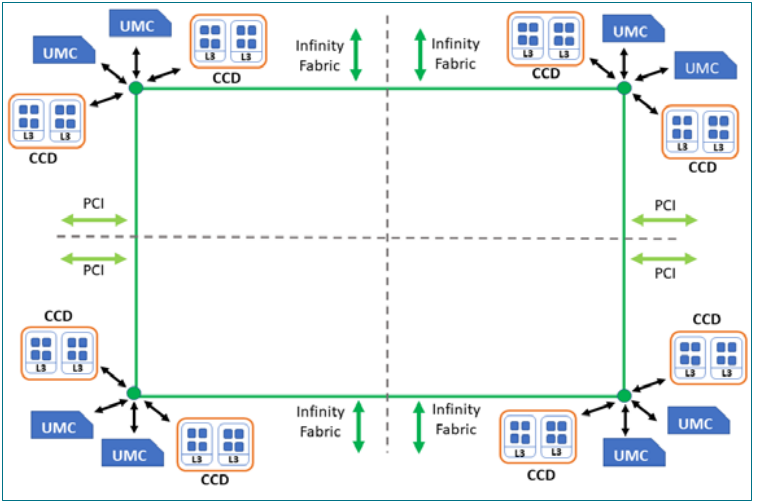 UMC
UMC
L3 L3
CCD
L3 L3
CCD
Infinity
Fabric
Infinity
Fabric
L3 L3
CCD
UMC
UMC
L3 L3
CCD
PCI
PCI
PCI
PCI
CCD
L3 L3
UMC
UMC
L3 L3
CCD
Infinity
Fabric
Infinity
Fabric
CCD
L3 L3
L3 L3
CCD
UMC
UMC